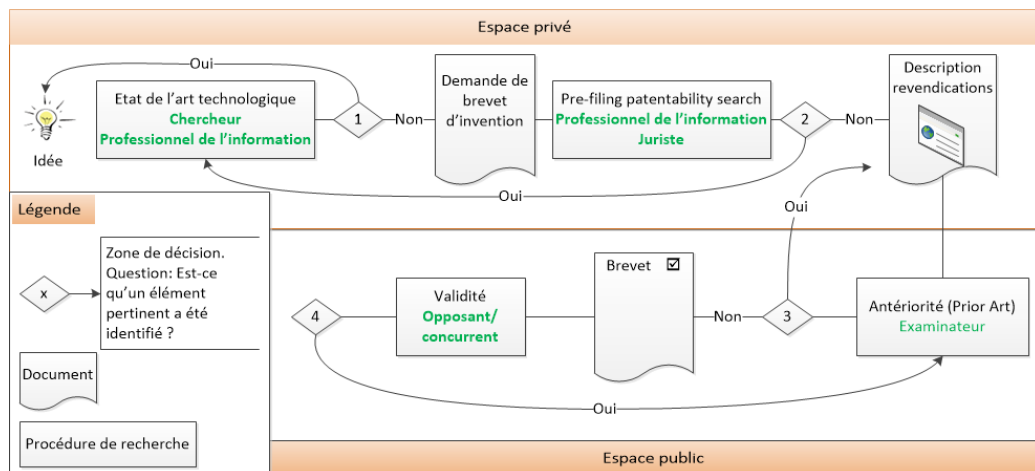 Espace privé
Oui
Idée
Etat de l'art technologique
Chercheur
Professionnel de l'information
1
Non
Demande de
brevet
d'invention
Pre-filing patentability search
Professionnel de l'information
Juriste
2
Non
Description
revendications
Oui
Oui
Légende
x
Zone de décision.
Question: Est-ce
qu'un élément
pertinent a été
identifié ?
Document
Procédure de recherche
4
Validité
Opposant/
concurrent
Brevet
Non
3
Antériorité (Prior Art)
Examinateur
Oui
Espace public